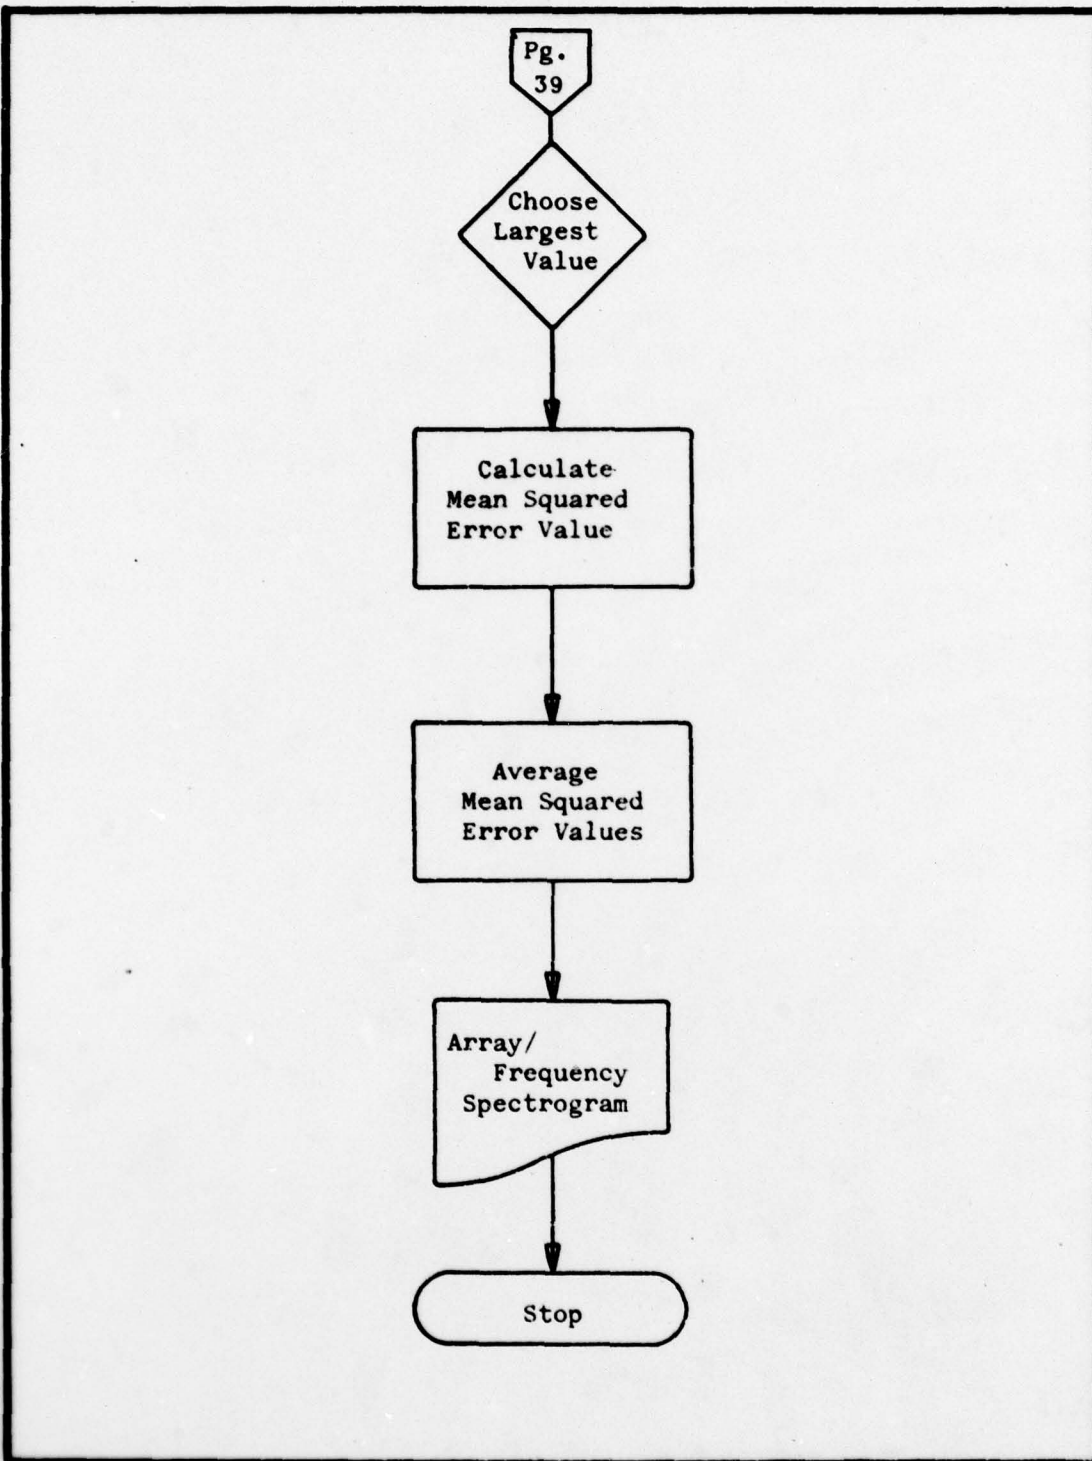 Pg.
39
Choose
Largest
Value
Calculate
Mean Squared
Error Value
Average
Mean Squared
Error Values
Array/
Frequency
Spectrogram
Stop